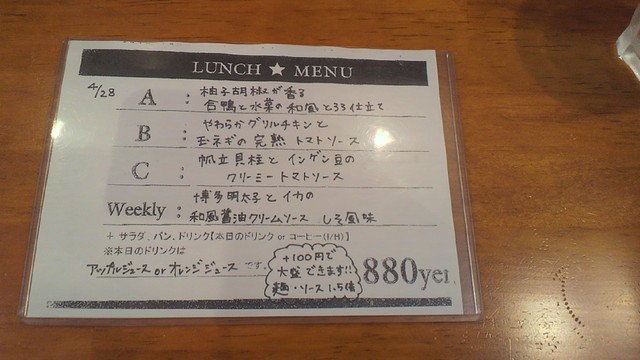 LUNCH ★ MENU
4/28
A : 柚子胡椒が香る
合鴨と水菜の和風とろろ仕立て
B : やわらかグリルチキンと
玉ネギの完熟トマトソース
C : 帆立貝柱とインゲン豆の
クリーミートマトソース
Weekly : 博多明太子とイカの
和風醤油クリームソース しそ風味
+ サラダ、パン、ドリンク【本日のドリンク or コーヒー(I/H)】
※本日のドリンクは
アップルジュース or オレンジジュース です。
+100円で
大盛できます!!
麺・ソース1.5倍
880yen